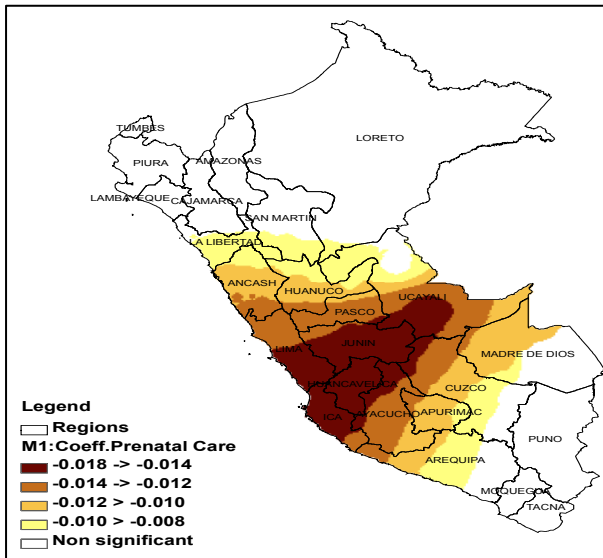 LORETO
TUMBES
PIURA
AMAZONAS
LAMBAYEQUE
CAJAMARCA
SAN MARTIN
LA LIBERTAD
ANCASH
HUANUCO
UCAYALI
PASCO
LIMA
JUNIN
MADRE DE DIOS
HUANCAVELICA
CUZCO
ICA
AYACUCHO
APURIMAC
PUNO
AREQUIPA
MOQUEGUA
TACNA
Legend
Regions
M1:Coeff.Prenatal Care
-0.018 -> -0.014
-0.014 -> -0.012
-0.012 > -0.010
-0.010 > -0.008
Non significant